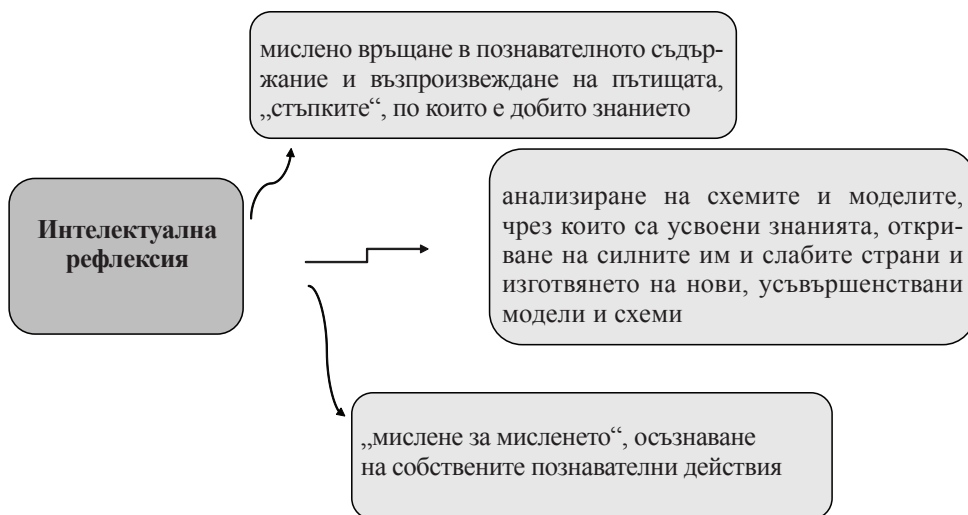 мислено връщане в познавателното съдър-
жание и възпроизвеждане на пътищата,
„стъпките“, по които е добито знанието
Интелектуална
рефлексия
анализиране на схемите и моделите,
чрез които са усвоени знанията, откри-
ване на силните им и слабите страни и
изготвянето на нови, усъвършенствани
модели и схеми
„мислене за мисленето“, осъзнаване
на собствените познавателни действия